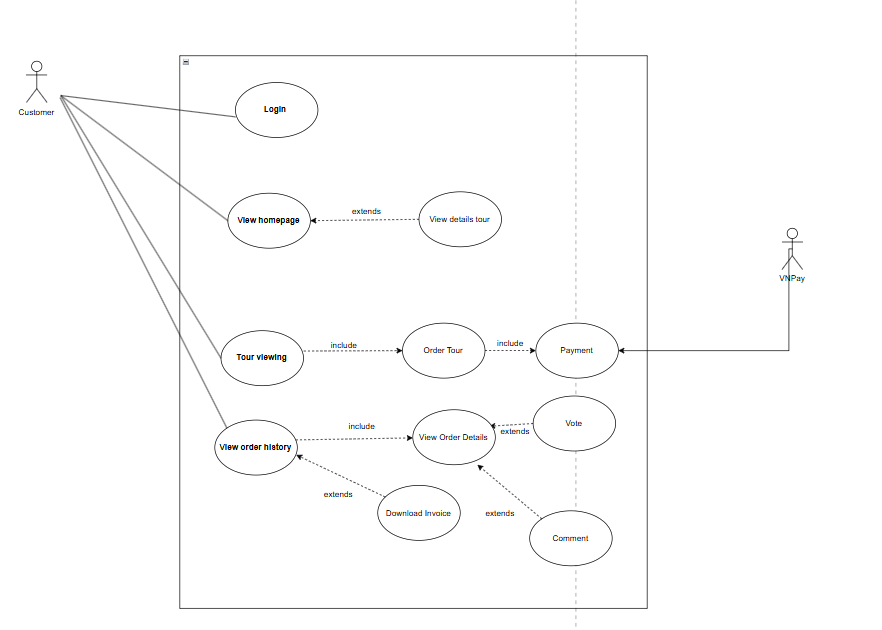 Login
Customer
extends
View homepage
View details tour
VNPay
include
include
Tour viewing
Order Tour
Payment
include
Vote
extends
View order history
View Order Details
extends
Download Invoice
extends
Comment